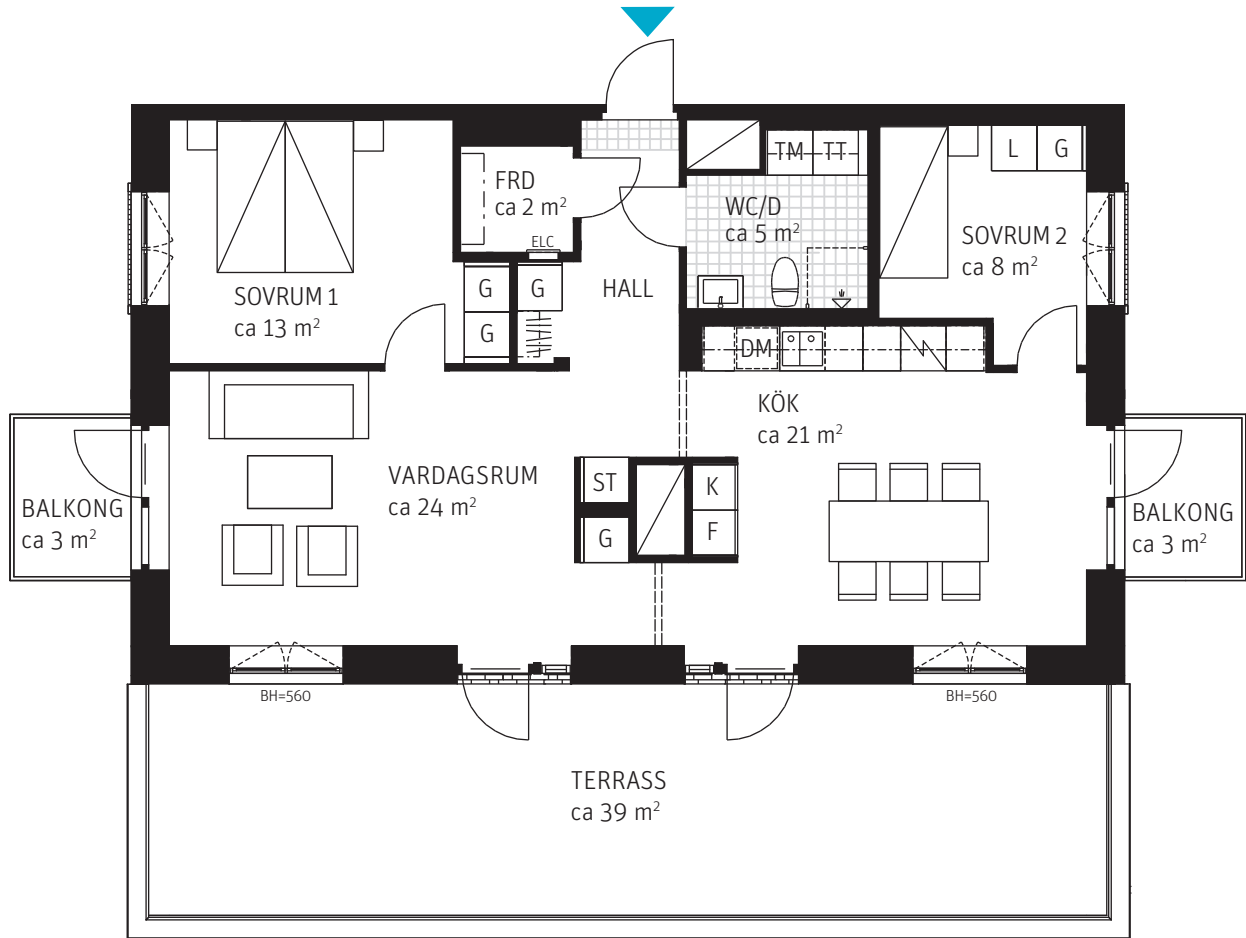 FRD
ca 2 m²
ELC
TM
TT
WC/D
ca 5 m²
L
G
SOVRUM 2
ca 8 m²
SOVRUM 1
ca 13 m²
G
G
G
HALL
DM
KÖK
ca 21 m²
VARDAGSRUM
ca 24 m²
ST
G
K
F
BALKONG
ca 3 m²
BALKONG
ca 3 m²
BH=560
BH=560
TERRASS
ca 39 m²